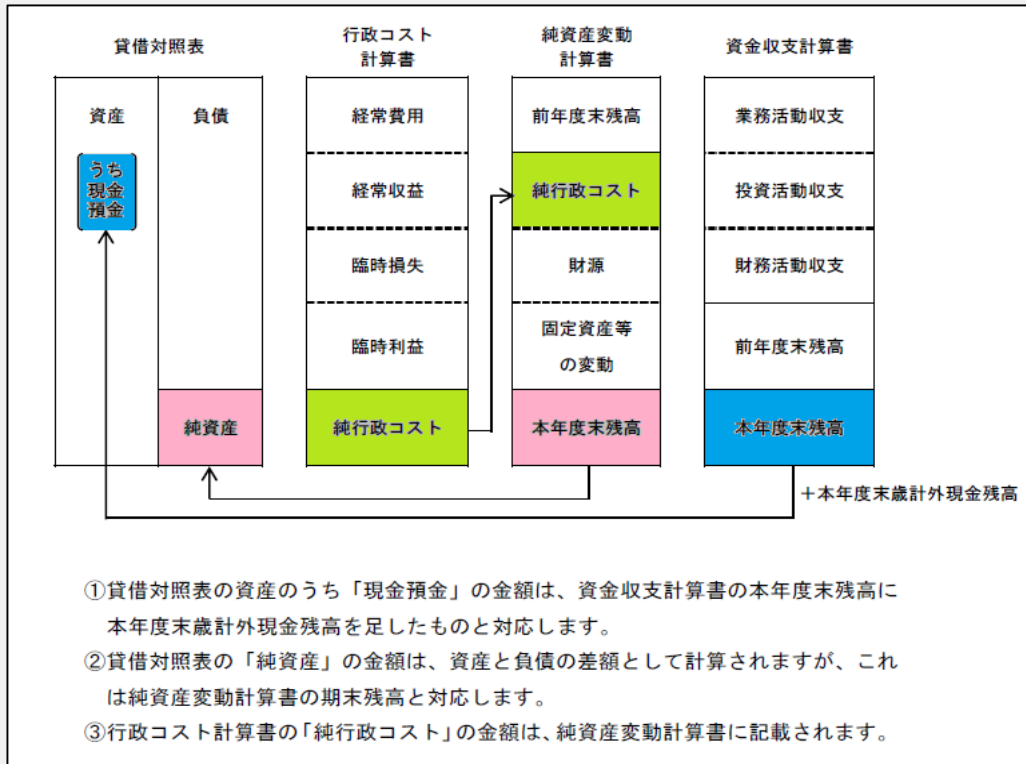 貸借対照表
行政コスト
計算書
純資産変動
計算書
資金収支計算書
資産
負債
うち
現金
預金
純資産
経常費用
経常収益
臨時損失
臨時利益
純行政コスト
前年度末残高
純行政コスト
財源
固定資産等
の変動
本年度末残高
業務活動収支
投資活動収支
財務活動収支
前年度末残高
本年度末残高
＋本年度末歳計外現金残高
①貸借対照表の資産のうち「現金預金」の金額は、資金収支計算書の本年度末残高に
本年度末歳計外現金残高を足したものと対応します。
②貸借対照表の「純資産」の金額は、資産と負債の差額として計算されますが、これ
は純資産変動計算書の期末残高と対応します。
③行政コスト計算書の「純行政コスト」の金額は、純資産変動計算書に記載されます。